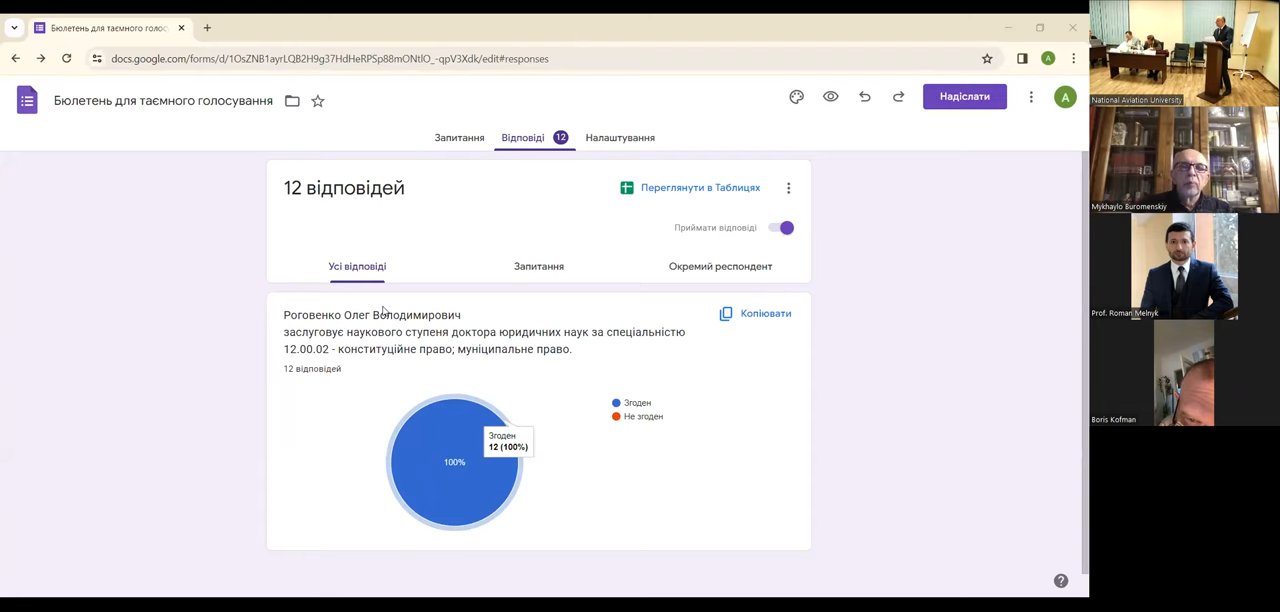 Бюлетень для таємного голос
docs.google.com/forms/d/1OsZNB1ayrLQB2H9g37HdHeRPSp88mONtlO_-qpV3Xdk/edit#responses
A
Бюлетень для таємного голосування
Надіслати
A
Запитання
Відповіді 12
Налаштування
12 відповідей
Переглянути в Таблицях
Приймати відповіді
Усі відповіді
Запитання
Окремий респондент
Роговенко Олег Володимирович
заслуговує наукового ступеня доктора юридичних наук за спеціальністю
12.00.02 - конституційне право; муніципальне право.
Копіювати
12 відповідей
Згоден
Не згоден
Згоден
12 (100%)
100%
National Aviation University
Mykhaylo Buromenskiy
Prof. Roman Melnyk
Boris Kofman